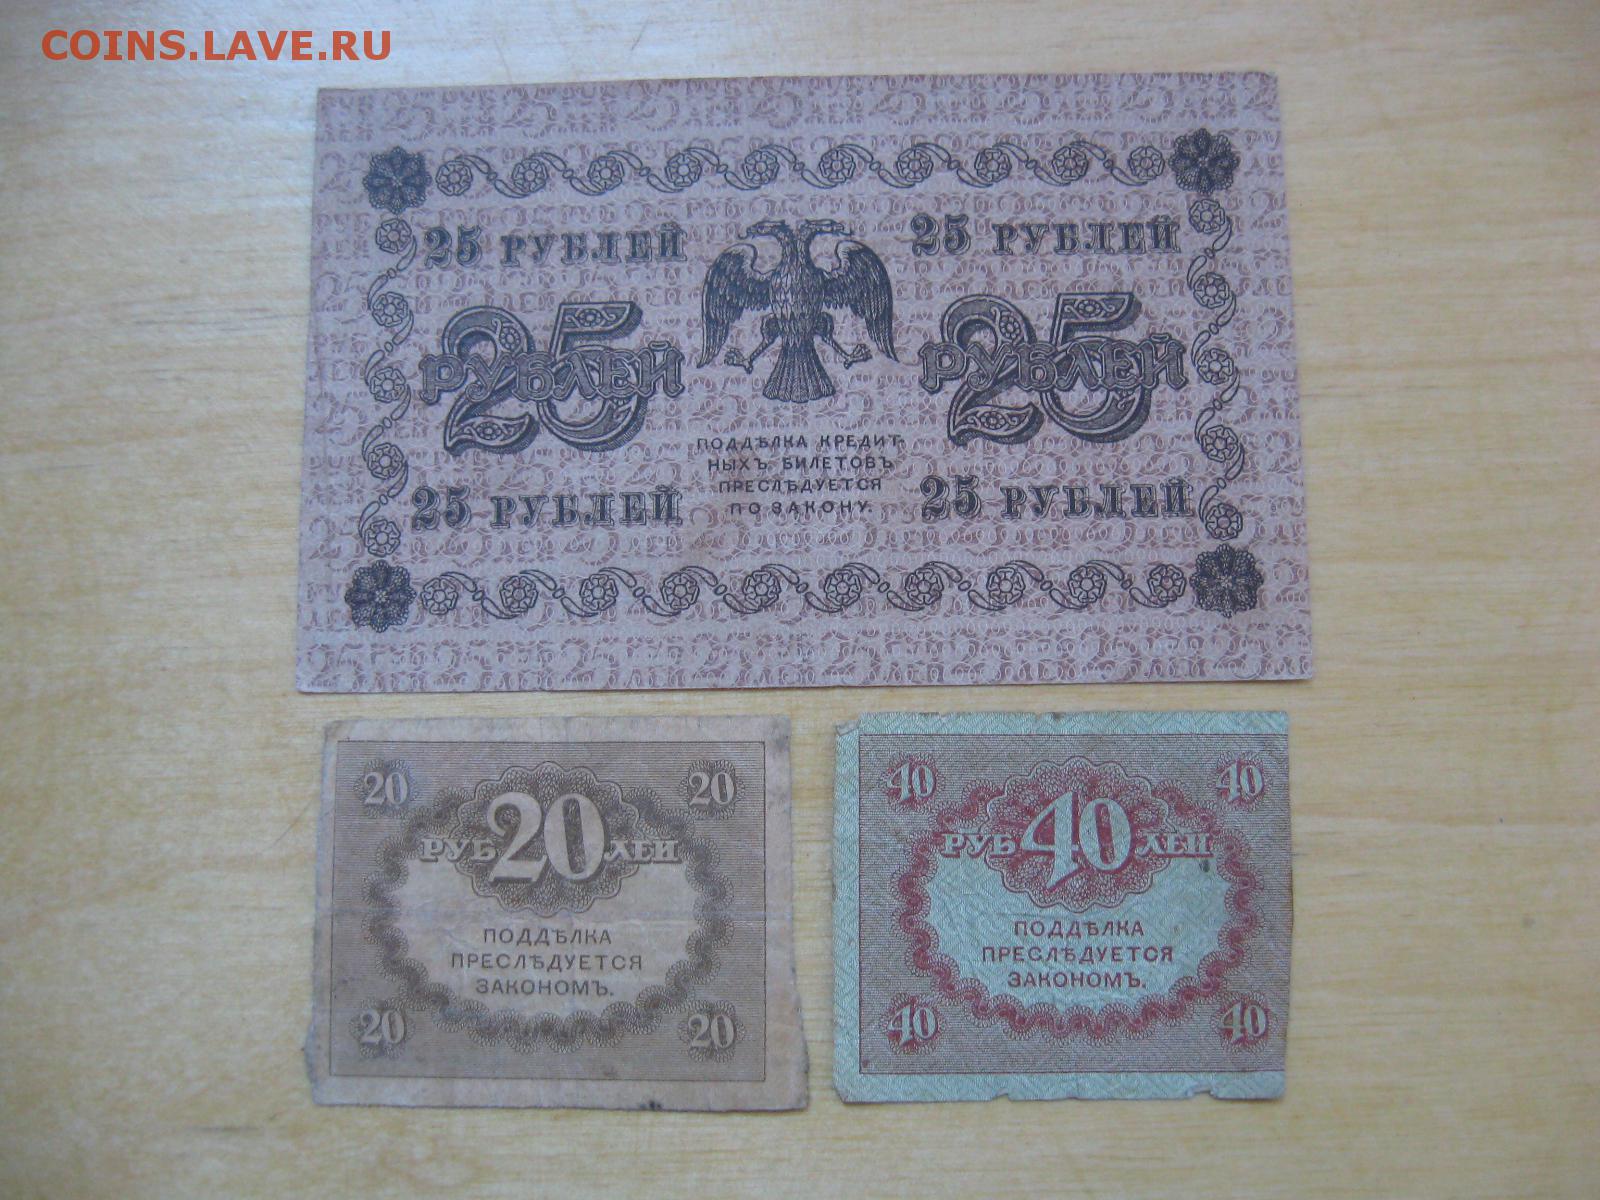 COINS.LAVE.RU
25 РУБЛЕЙ 25 РУБЛЕЙ
25 РУБЛЕЙ 25 РУБЛЕЙ
ПОДДѢЛКА КРЕДИТ-
НЫХЪ БИЛЕТОВЪ
ПРЕСЛѢДУЕТСЯ
ПО ЗАКОНУ.
25 РУБЛЕЙ 25 РУБЛЕЙ
20 20
РУБ 20 ЛЕЙ
ПОДДѢЛКА
ПРЕСЛѢДУЕТСЯ
ЗАКОНОМЪ.
20 20
40 40
РУБ 40 ЛЕЙ
ПОДДѢЛКА
ПРЕСЛѢДУЕТСЯ
ЗАКОНОМЪ.
40 40